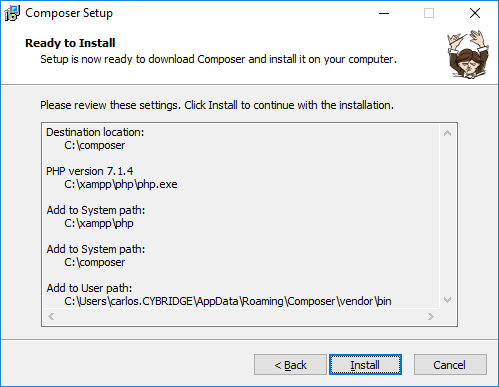 Composer Setup
Ready to Install
Setup is now ready to download Composer and install it on your computer.
Please review these settings. Click Install to continue with the installation.
Destination location:
C:\composer
PHP version 7.1.4
C:\xampp\php\php.exe
Add to System path:
C:\xampp\php
Add to System path:
C:\composer
Add to User path:
C:\Users\carlos.CYBRIDGE\AppData\Roaming\Composer\vendor\bin
< Back
Install
Cancel